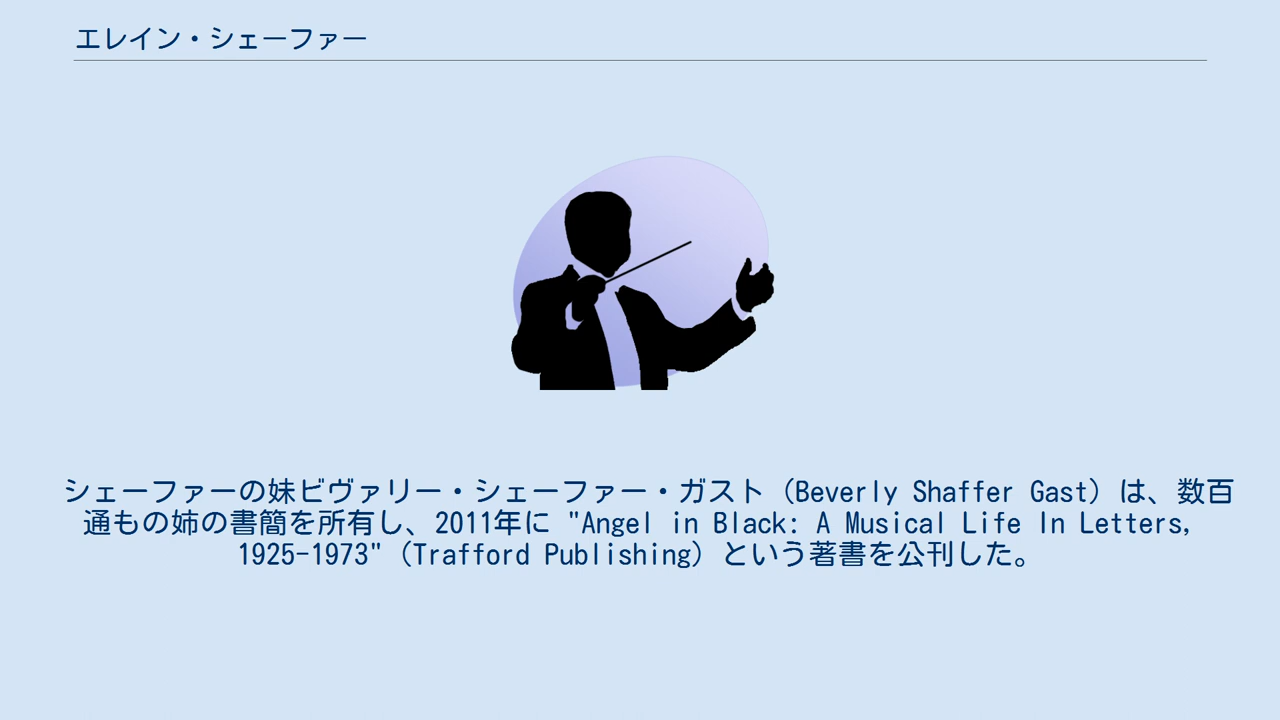 エレイン・シェーファー
シェーファーの妹ビヴァリー・シェーファー・ガスト（Beverly Shaffer Gast）は、数百
通もの姉の書簡を所有し、2011年に "Angel in Black: A Musical Life In Letters,
1925-1973"（Trafford Publishing）という著書を公刊した。